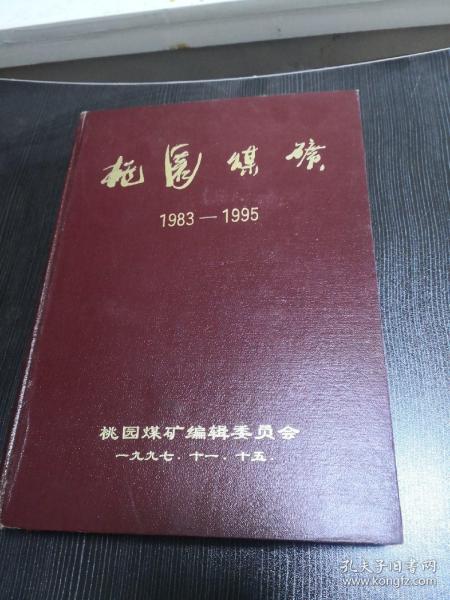 桃园煤礦
1983—1995
桃园煤矿编辑委员会
一九九七.十一.十五.
孔夫子旧书网
www.kongfz.com